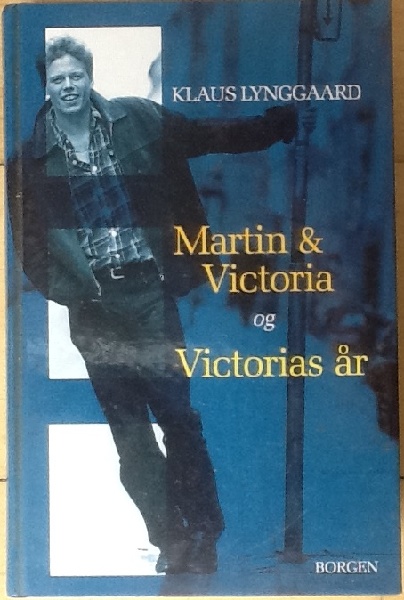 KLAUS LYNGGAARD
Martin &
Victoria
og
Victorias år
BORGEN